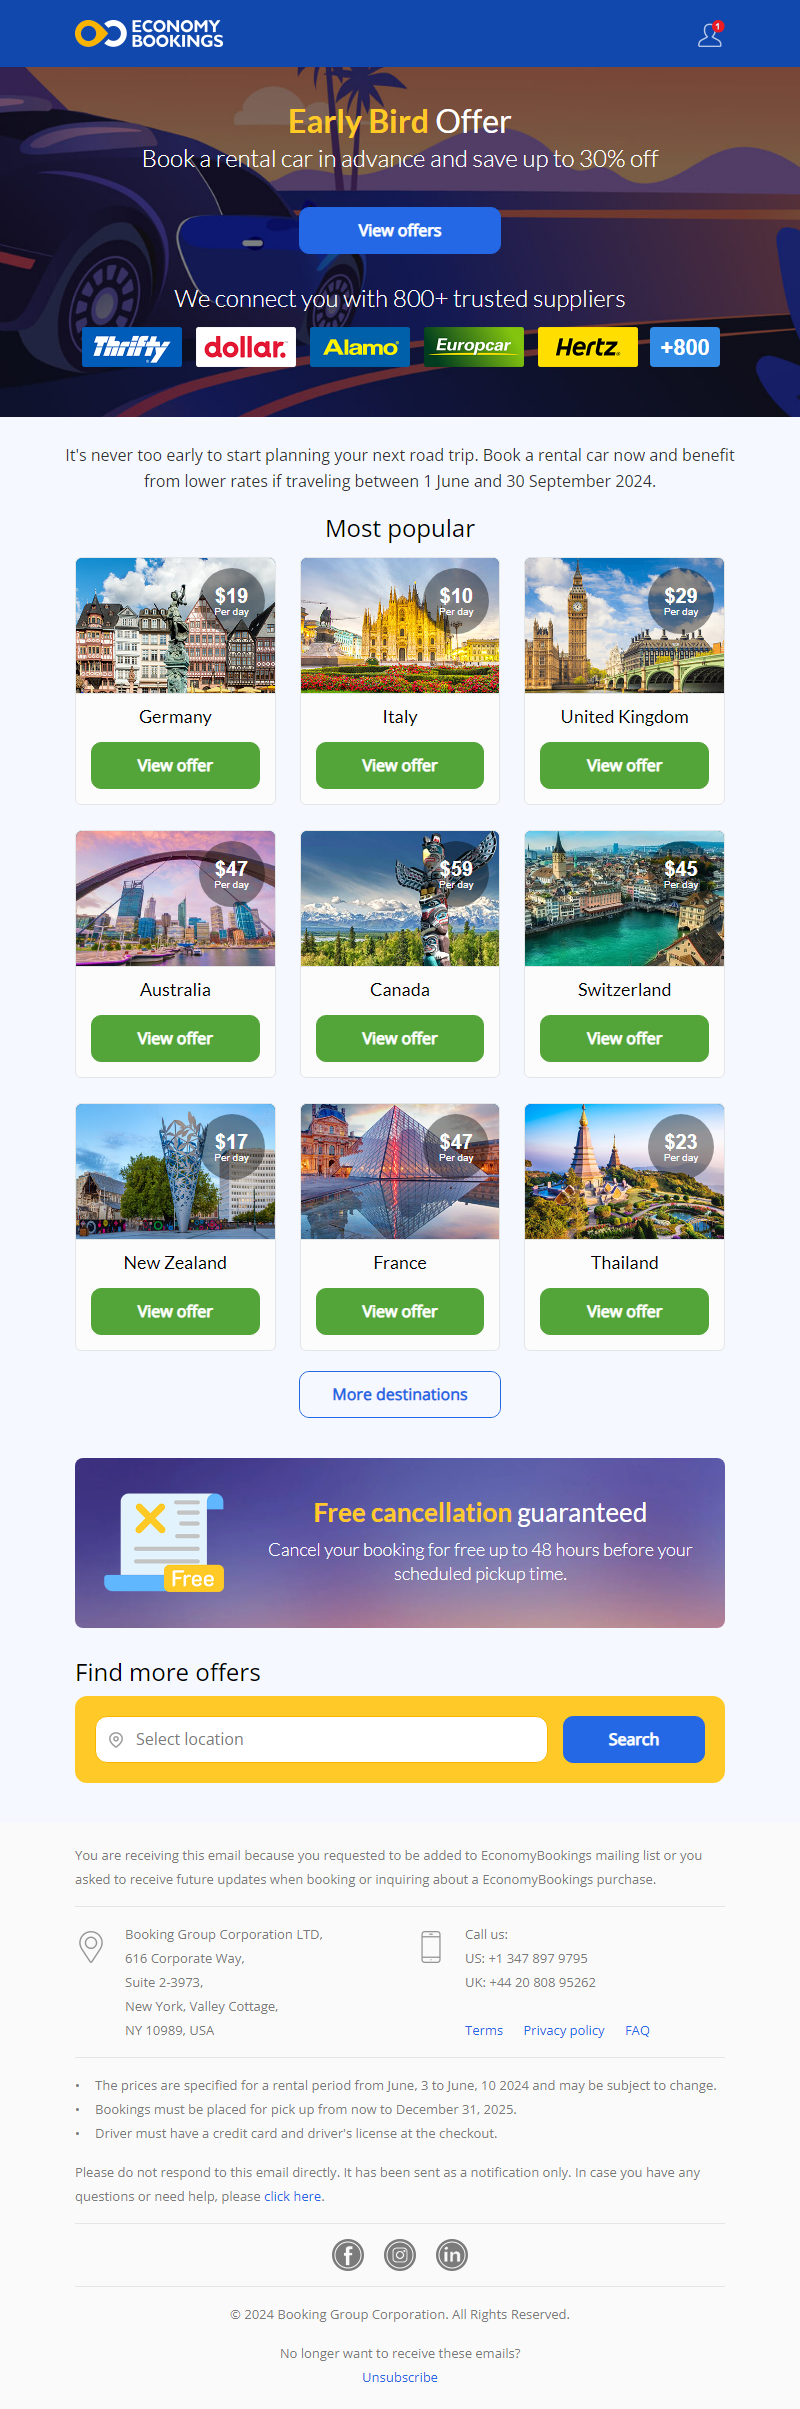 ECONOMY
BOOKINGS
1
Early Bird Offer
Book a rental car in advance and save up to 30% off
View offers
We connect you with 800+ trusted suppliers
Thrifty dollar. Alamo Europcar Hertz +800
It's never too early to start planning your next road trip. Book a rental car now and benefit
from lower rates if traveling between 1 June and 30 September 2024.
Most popular
$19 $10 $29
Per day Per day Per day
Germany Italy United Kingdom
View offer View offer View offer
$47 $59 $45
Per day Per day Per day
Australia Canada Switzerland
View offer View offer View offer
$17 $47 $23
Per day Per day Per day
New Zealand France Thailand
View offer View offer View offer
More destinations
Free cancellation guaranteed
Cancel your booking for free up to 48 hours before your
scheduled pickup time.
Free
Find more offers
Select location Search
You are receiving this email because you requested to be added to EconomyBookings mailing list or you
asked to receive future updates when booking or inquiring about a EconomyBookings purchase.
Booking Group Corporation LTD,
616 Corporate Way,
Suite 2-3973,
New York, Valley Cottage,
NY 10989, USA
Call us:
US: +1 347 897 9795
UK: +44 20 808 95262
Terms Privacy policy FAQ
• The prices are specified for a rental period from June, 3 to June, 10 2024 and may be subject to change.
• Bookings must be placed for pick up from now to December 31, 2025.
• Driver must have a credit card and driver's license at the checkout.
Please do not respond to this email directly. It has been sent as a notification only. In case you have any
questions or need help, please click here.
© 2024 Booking Group Corporation. All Rights Reserved.
No longer want to receive these emails?
Unsubscribe